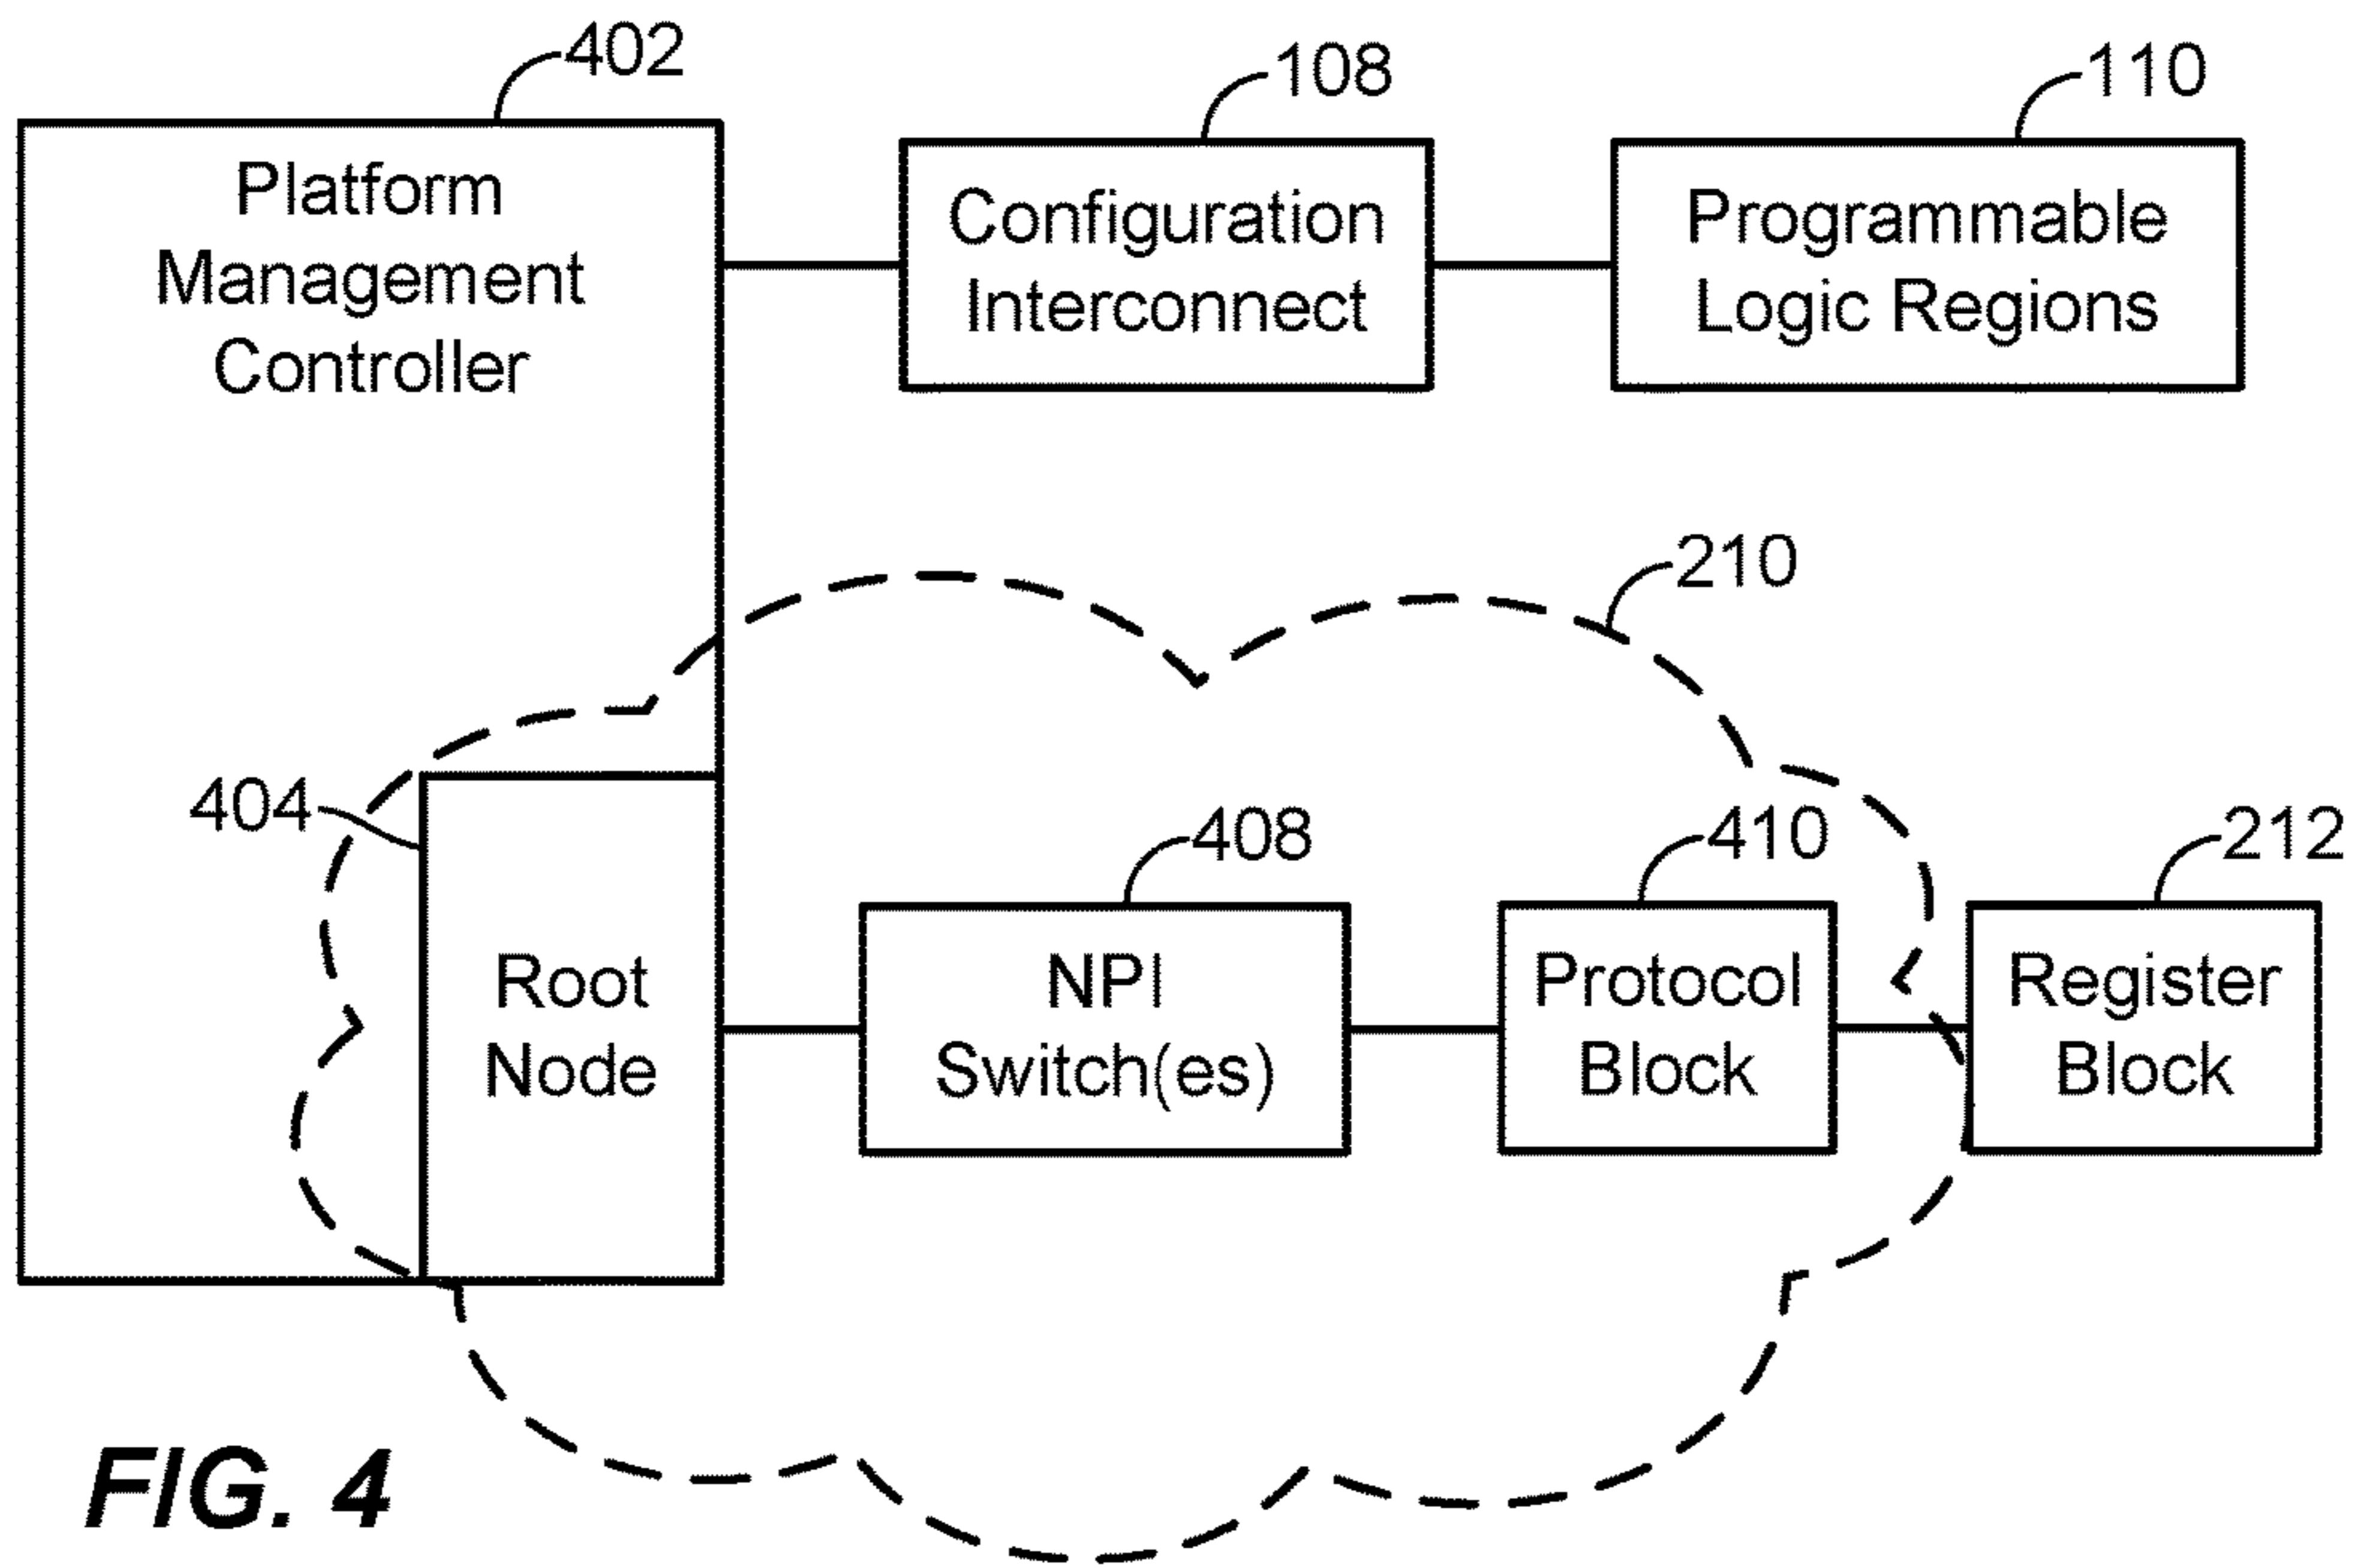 402
108
110
Platform
Management
Controller
Configuration
Interconnect
Programmable
Logic Regions
210
404
408
410
212
Root
Node
NPI
Switch(es)
Protocol
Block
Register
Block
FIG. 4